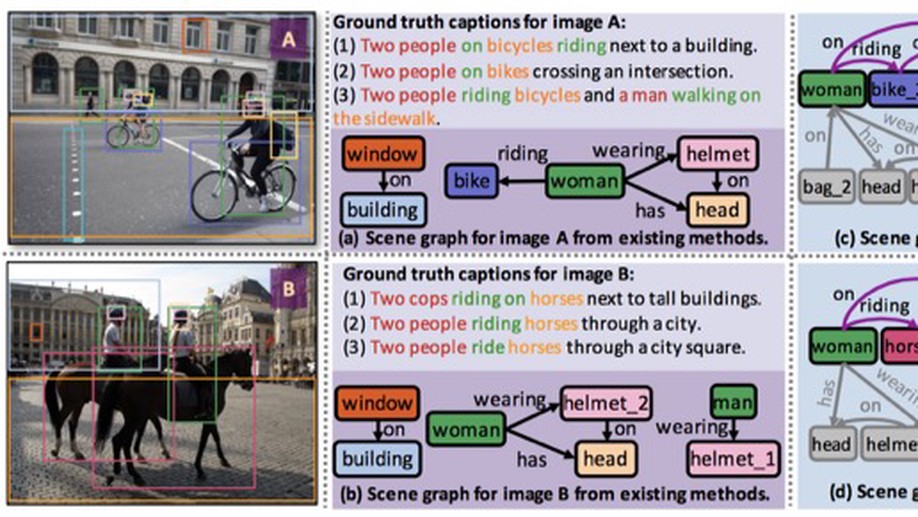 A
Ground truth captions for image A:
(1) Two people on bicycles riding next to a building.
(2) Two people on bikes crossing an intersection.
(3) Two people riding bicycles and a man walking on
the sidewalk.
window
on
building
bike
riding
woman
wearing
helmet
on
has
head
(a) Scene graph for image A from existing methods.
on
riding
woman
bike_
on
has
on
bag_2
head
(c) Scene
B
Ground truth captions for image B:
(1) Two cops riding on horses next to tall buildings.
(2) Two people riding horses through a city.
(3) Two people ride horses through a city square.
window
on
building
woman
wearing
helmet_2
on
has
head
man
wearing
helmet_1
(b) Scene graph for image B from existing methods.
on
riding
woman
has
on
head
(d) Scene